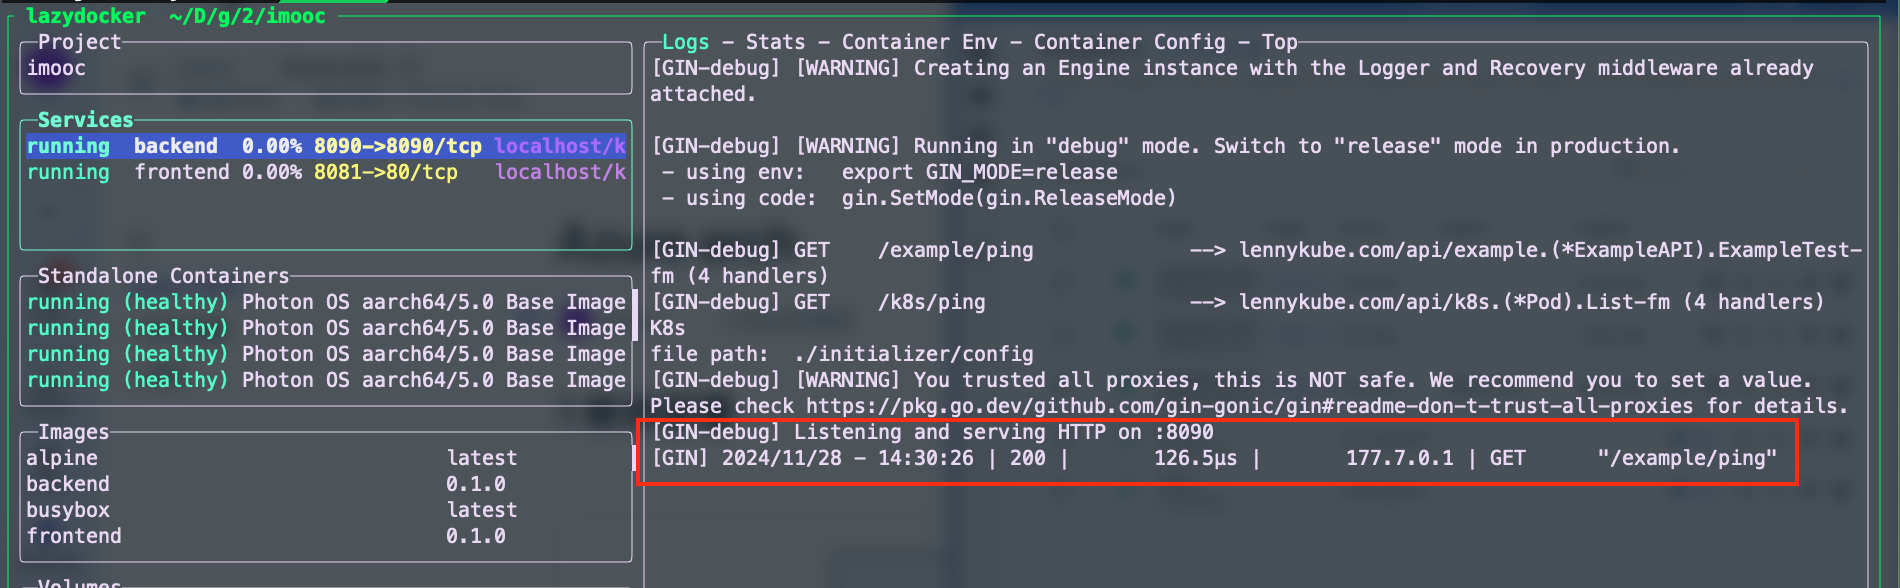 lazydocker ~/D/g/2/imooc
Project
imooc
Services
running backend 0.00% 8090->8090/tcp localhost/k
running frontend 0.00% 8081->80/tcp localhost/k
Standalone Containers
running (healthy) Photon OS aarch64/5.0 Base Image
running (healthy) Photon OS aarch64/5.0 Base Image
running (healthy) Photon OS aarch64/5.0 Base Image
running (healthy) Photon OS aarch64/5.0 Base Image
Images
alpine latest
backend 0.1.0
busybox latest
frontend 0.1.0
Volumes
Logs - Stats - Container Env - Container Config - Top
[GIN-debug] [WARNING] Creating an Engine instance with the Logger and Recovery middleware already
attached.
[GIN-debug] [WARNING] Running in "debug" mode. Switch to "release" mode in production.
- using env: export GIN_MODE=release
- using code: gin.SetMode(gin.ReleaseMode)
[GIN-debug] GET /example/ping --> lennykube.com/api/example.(*ExampleAPI).ExampleTest-
fm (4 handlers)
[GIN-debug] GET /k8s/ping --> lennykube.com/api/k8s.(*Pod).List-fm (4 handlers)
K8s
file path: ./initializer/config
[GIN-debug] [WARNING] You trusted all proxies, this is NOT safe. We recommend you to set a value.
Please check https://pkg.go.dev/github.com/gin-gonic/gin#readme-don-t-trust-all-proxies for details.
[GIN-debug] Listening and serving HTTP on :8090
[GIN] 2024/11/28 - 14:30:26 | 200 | 126.5µs | 177.7.0.1 | GET "/example/ping"